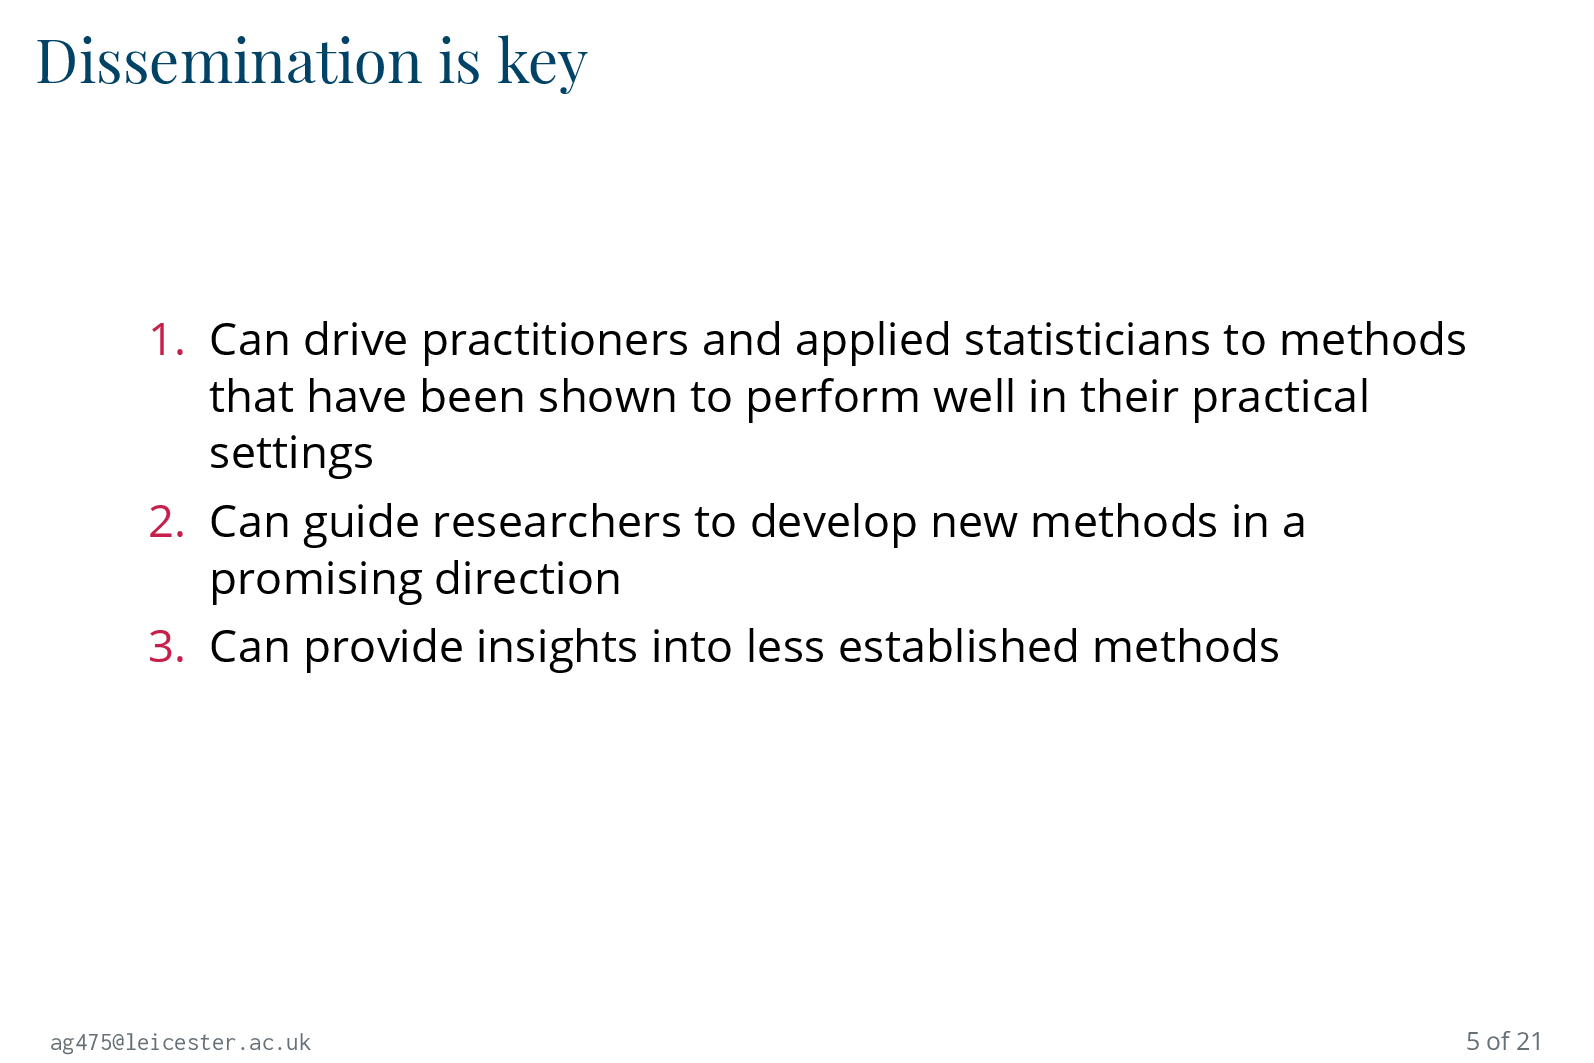 Dissemination is key
1. Can drive practitioners and applied statisticians to methods
that have been shown to perform well in their practical
settings
2. Can guide researchers to develop new methods in a
promising direction
3. Can provide insights into less established methods
ag475@leicester.ac.uk
5 of 21